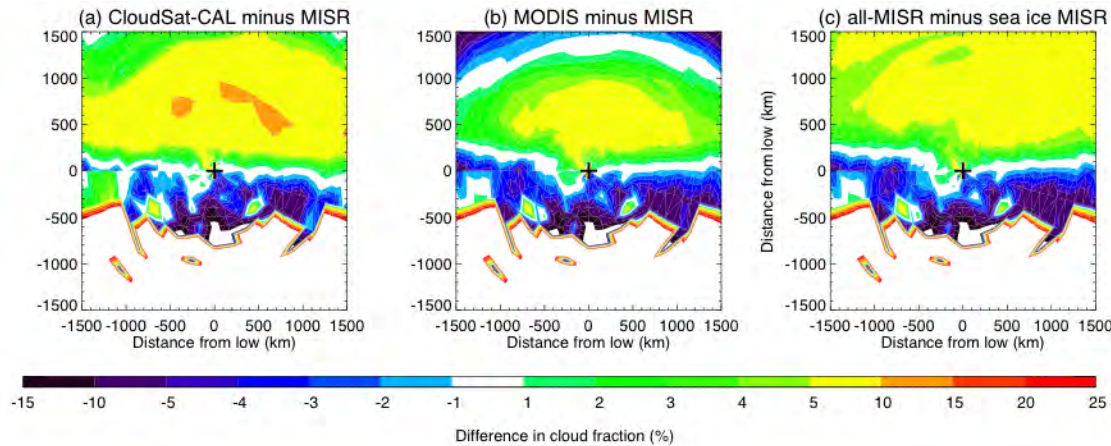 (a) CloudSat-CAL minus MISR
(b) MODIS minus MISR
(c) all-MISR minus sea ice MISR
1500
1000
500
0
-500
-1000
-1500
-1500 -1000 -500 0 500 1000 1500
Distance from low (km)
1500
1000
500
0
-500
-1000
-1500
-1500 -1000 -500 0 500 1000 1500
Distance from low (km)
Distance from low (km)
1500
1000
500
0
-500
-1000
-1500
-1500 -1000 -500 0 500 1000 1500
Distance from low (km)
-15 -10 -5 -4 -3 -2 -1 1 2 3 4 5 10 15 20 25
Difference in cloud fraction (%)